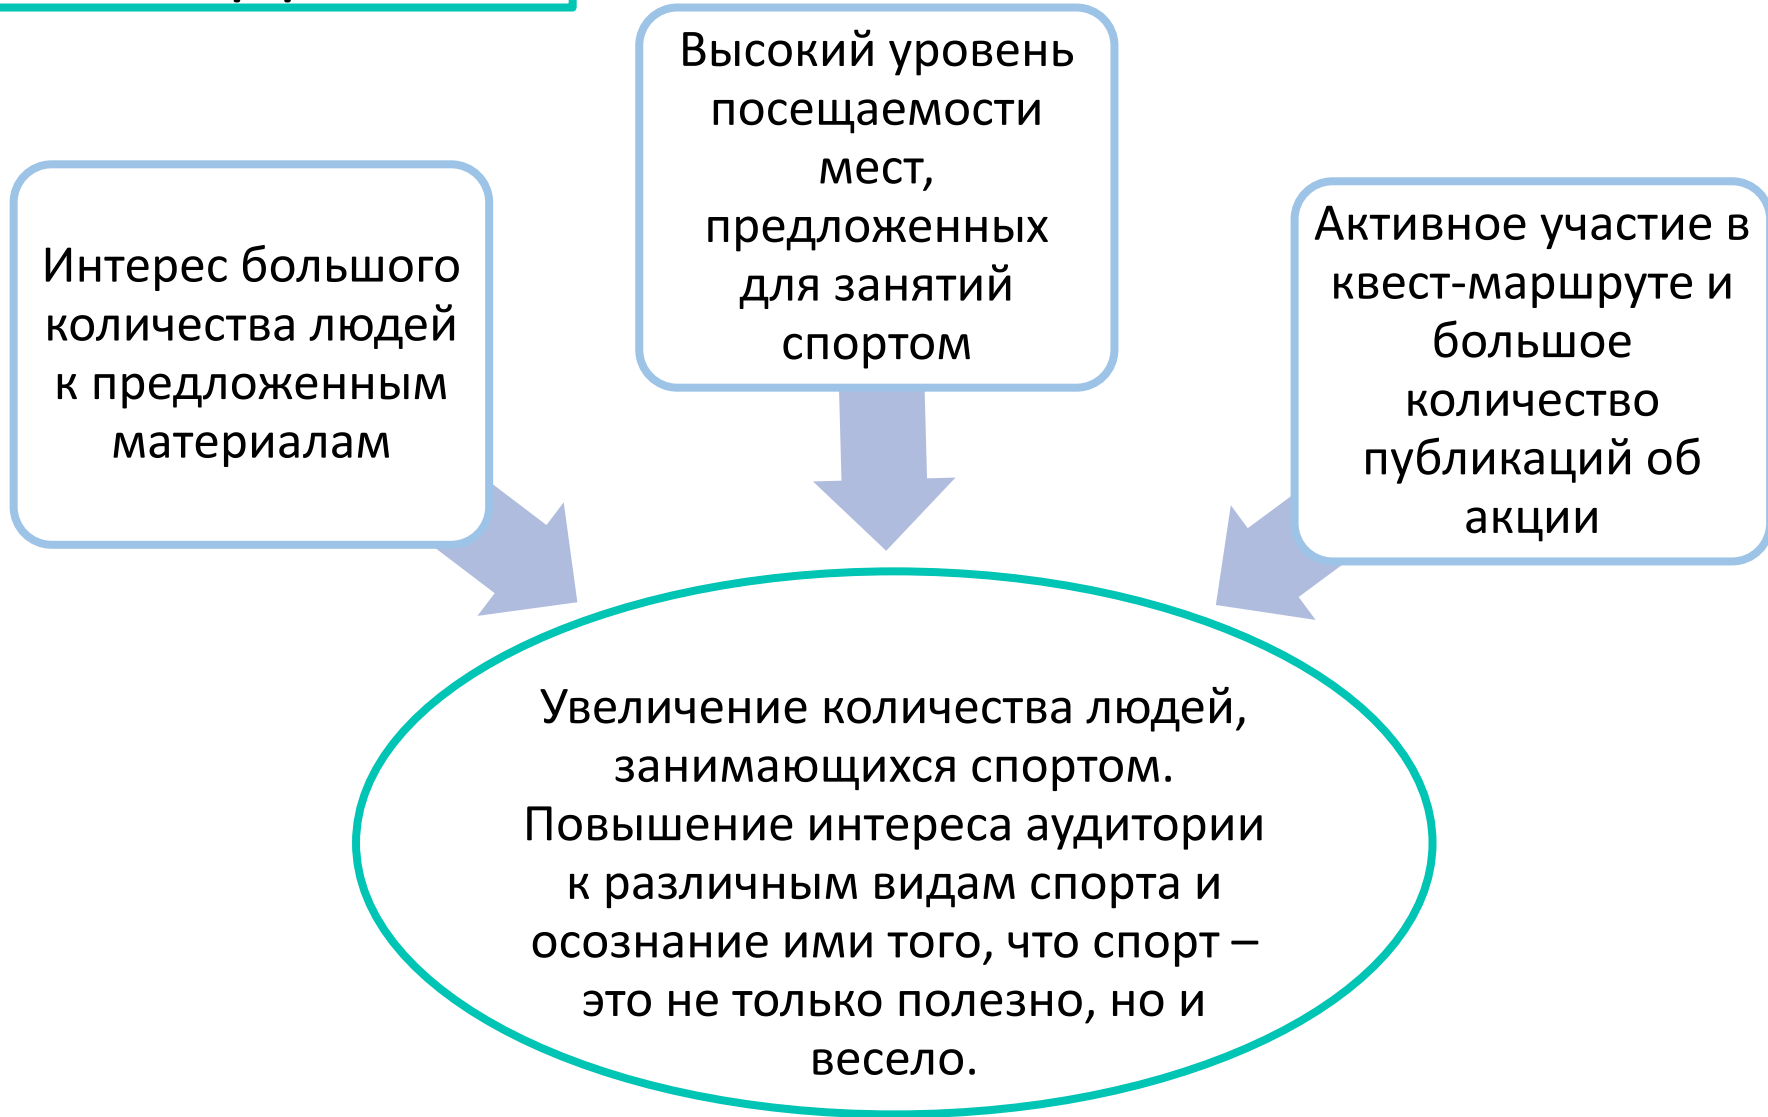 Высокий уровень
посещаемости
мест,
предложенных
для занятий
спортом
Интерес большого
количества людей
к предложенным
материалам
Активное участие в
квест-маршруте и
большое
количество
публикаций об
акции
Увеличение количества людей,
занимающихся спортом.
Повышение интереса аудитории
к различным видам спорта и
осознание ими того, что спорт –
это не только полезно, но и
весело.